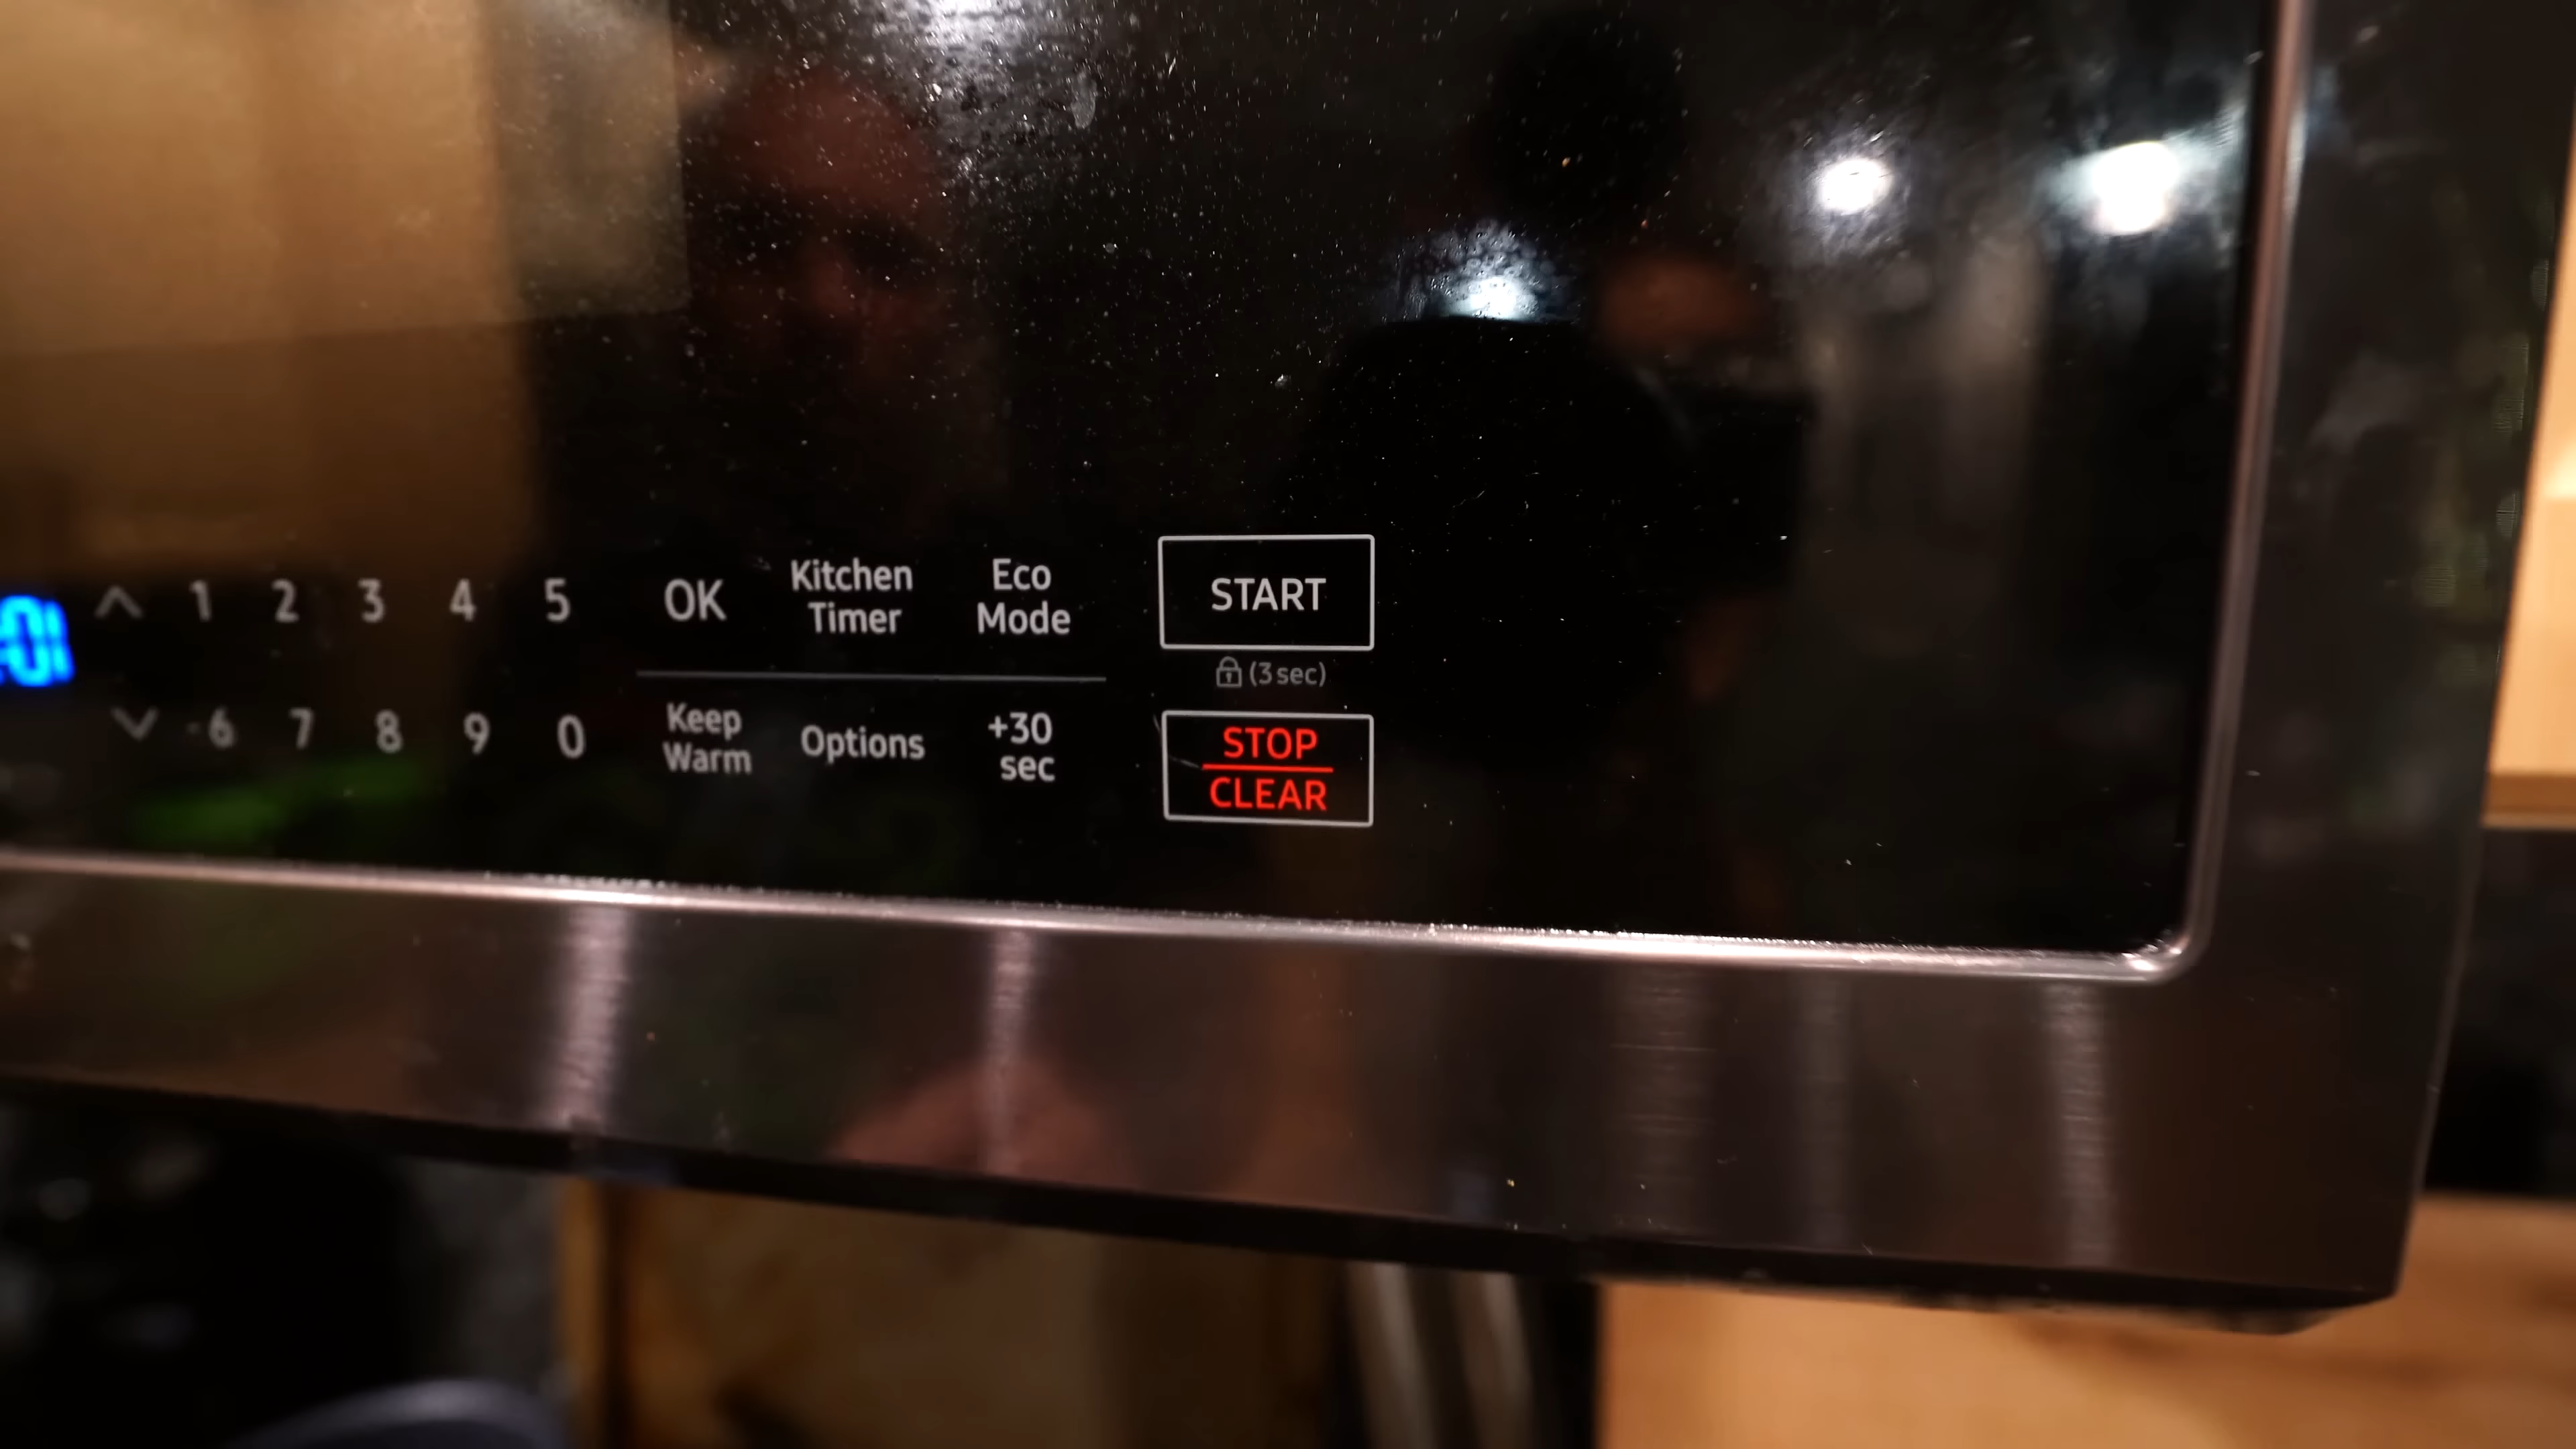 :01
1 2 3 4 5 OK Kitchen Timer Eco Mode START
(3 sec)
6 7 8 9 0 Keep Warm Options +30 sec STOP CLEAR